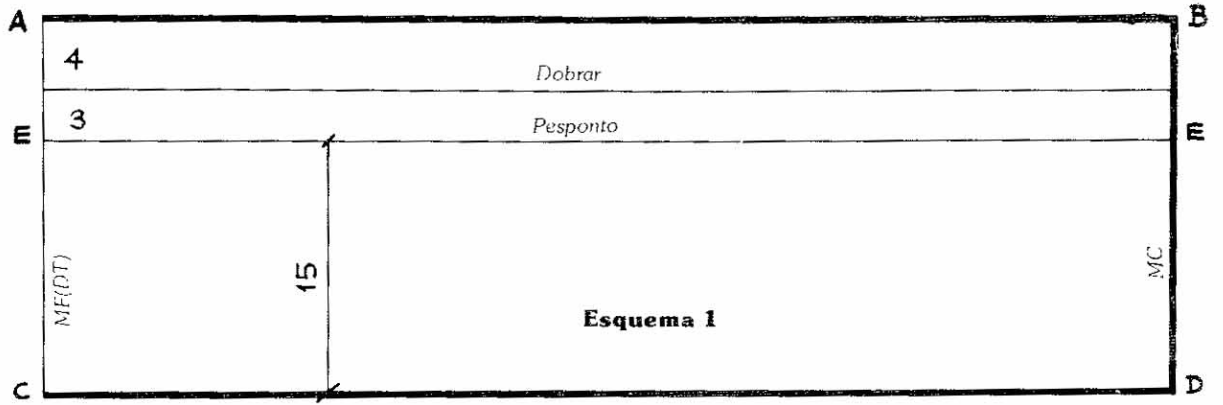 A B
4
Dobrar
3
E E
Pesponto
MF(DT)
15
MC
Esquema 1
C D